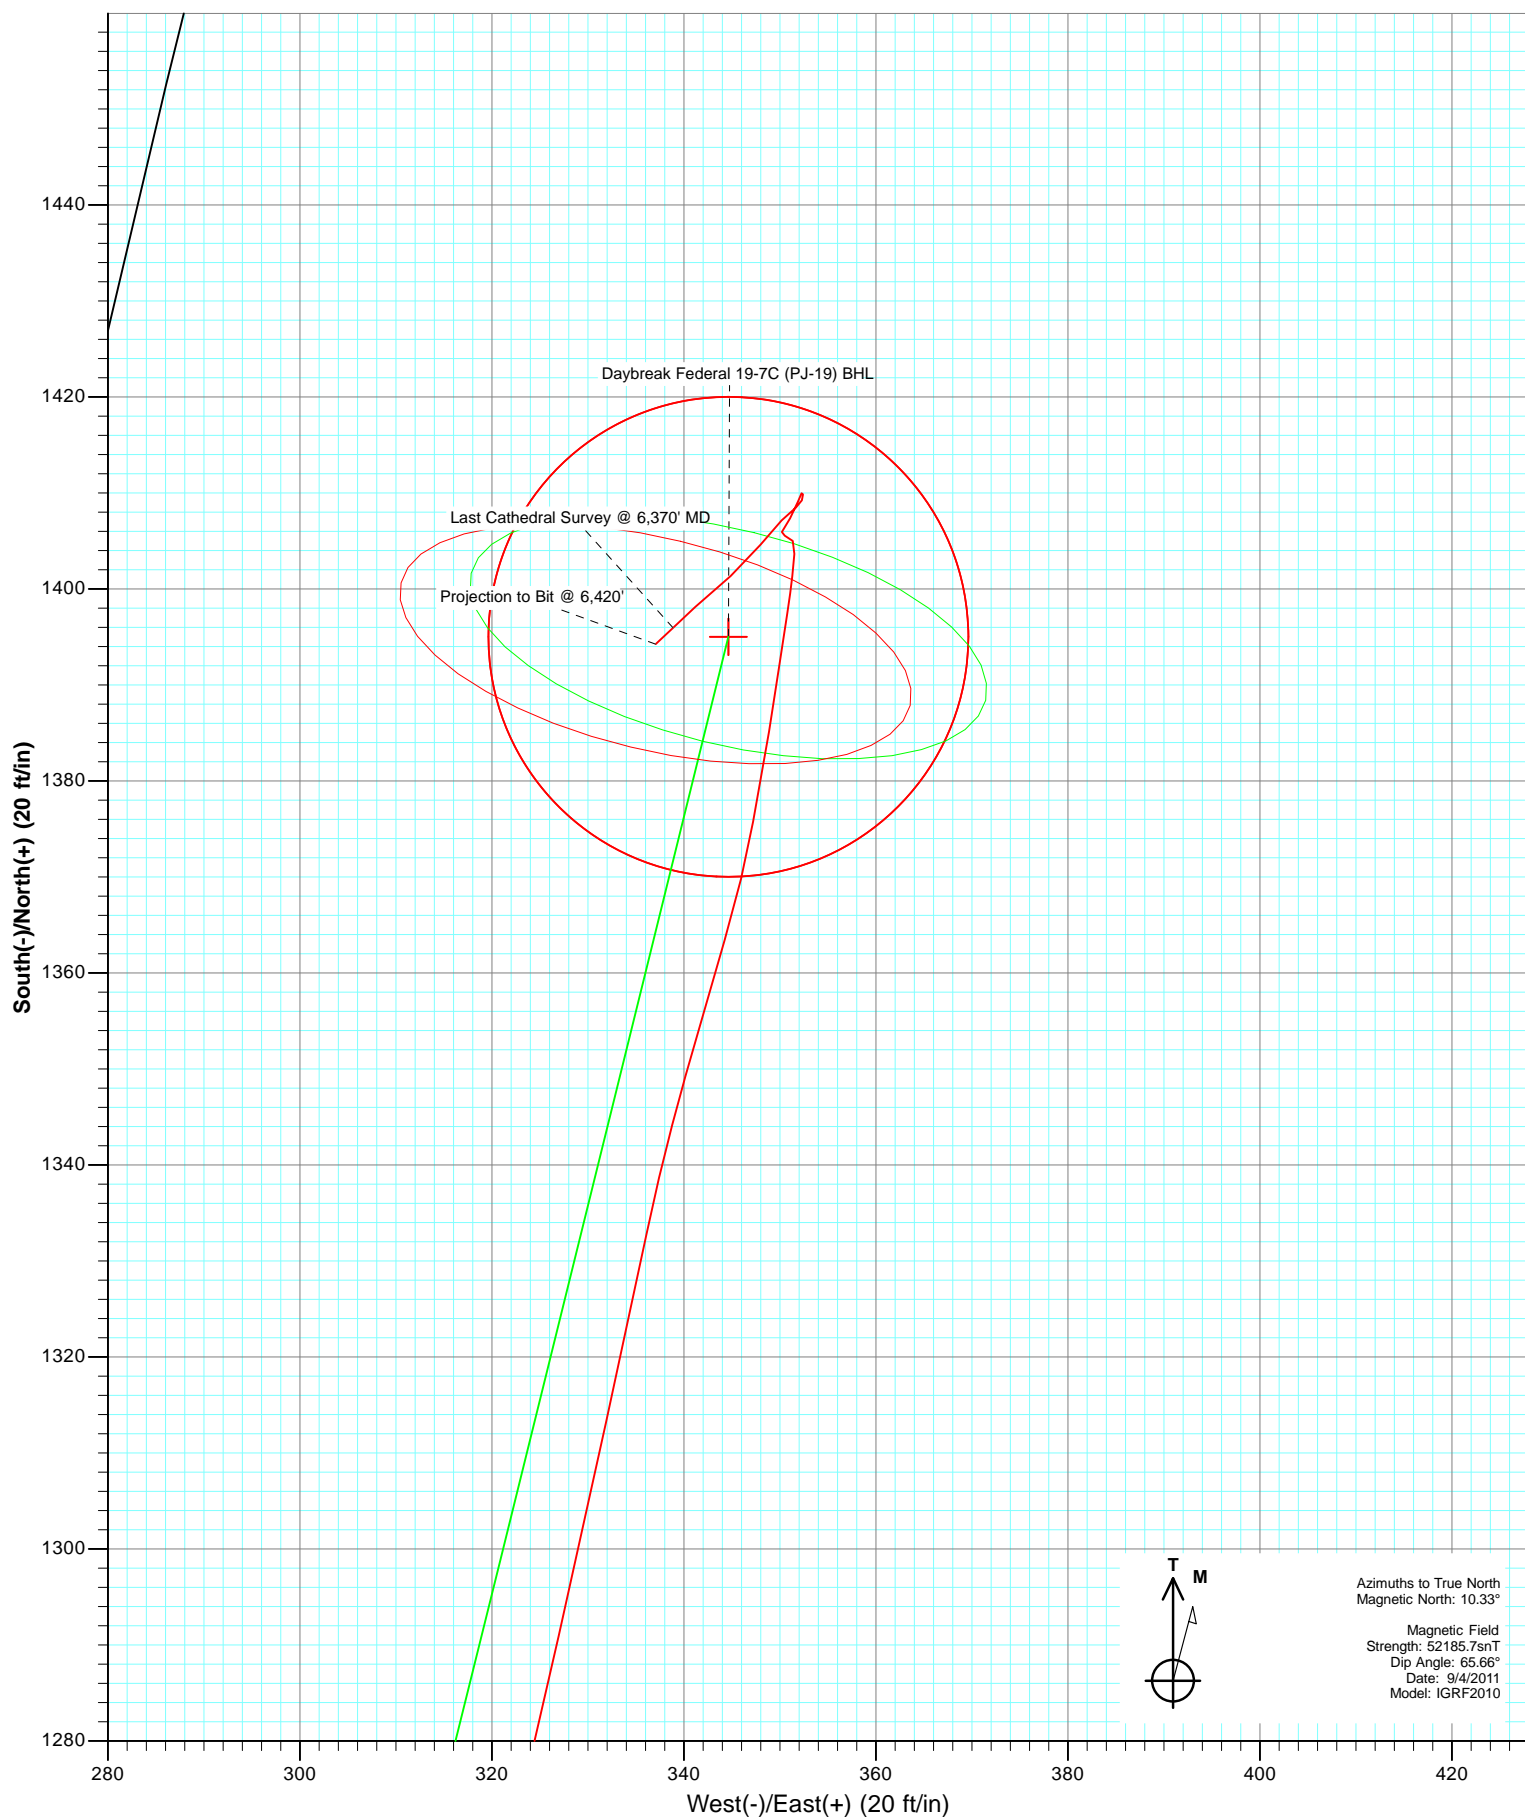 1440
1420
1400
1380
1360
1340
1320
1300
1280
South(-)/North(+) (20 ft/in)
Daybreak Federal 19-7C (PJ-19) BHL
Last Cathedral Survey @ 6,370' MD
Projection to Bit @ 6,420'
T
M
Azimuths to True North
Magnetic North: 10.33°
Magnetic Field
Strength: 52185.7snT
Dip Angle: 65.66°
Date: 9/4/2011
Model: IGRF2010
280 300 320 340 360 380 400 420
West(-)/East(+) (20 ft/in)